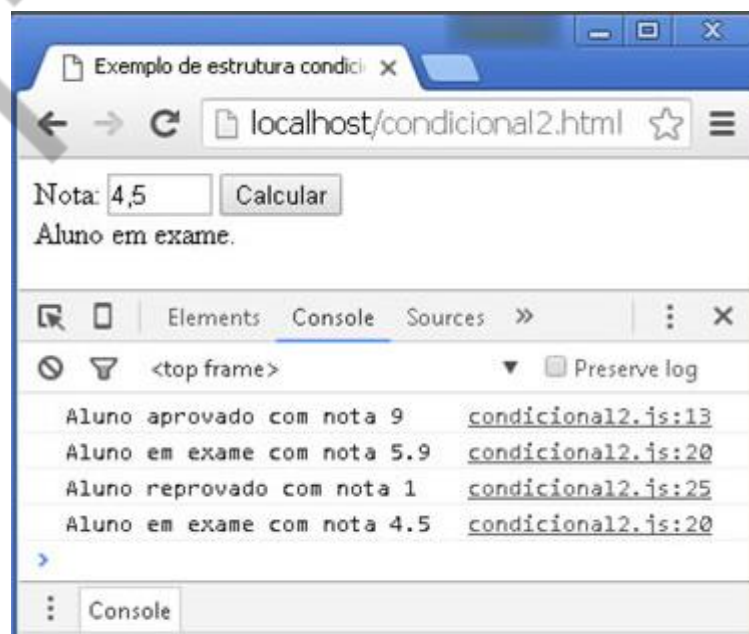 Exemplo de estrutura condici
localhost/condicional2.html
Nota: 4,5 Calcular
Aluno em exame.
Elements Console Sources »
<top frame> Preserve log
Aluno aprovado com nota 9 condicional2.js:13
Aluno em exame com nota 5.9 condicional2.js:20
Aluno reprovado com nota 1 condicional2.js:25
Aluno em exame com nota 4.5 condicional2.js:20
>
Console